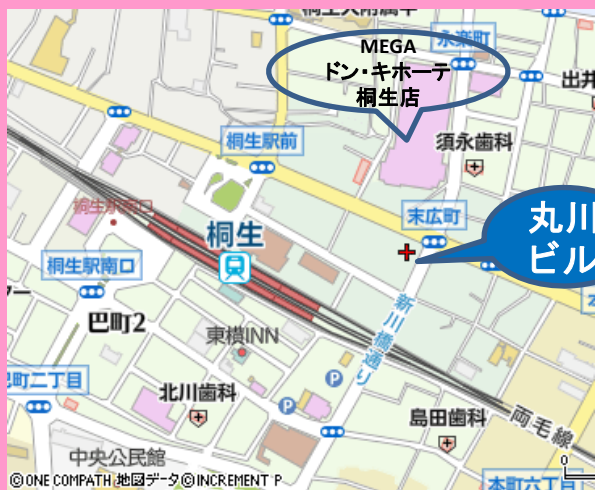 永楽町
MEGA
ドン・キホーテ
桐生店
出井
桐生駅前
須永歯科
桐生駅南口
末広町
丸川
ビル
桐生
桐生駅南口
巴町2
新川橋通り
東横INN
巴町二丁目
北川歯科
P
P
島田歯科
両毛線
中央公民館
0
©ONE COMPATH 地図データ©INCREMENT P
本町六丁目